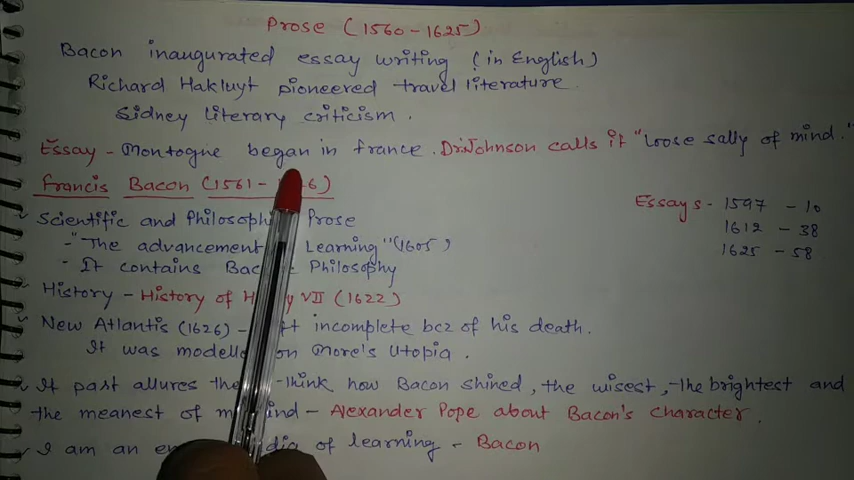 Prose (1560-1625)
Bacon inaugurated essay writing (in English)
Richard Hakluyt pioneered travel literature.
Sidney literary criticism.
Essay - Montogne began in france. Dr.Johnson calls it "loose sally of mind."
Francis Bacon (1561- 6)
Scientific and Philosophi Prose
Essays - 1597 - 10
1612 - 38
1625 - 58
- "The advancement Learning" (1605)
- It contains Bac Philosophy
History - History of H VII (1622)
New Atlantis (1626) - ft incomplete bcz of his death.
It was modelle on More's Utopia.
If past allures the think how Bacon shined, the wisest, the brightest and
the meanest of m ind - Alexander Pope about Bacon's character.
I am an en dia of learning - Bacon